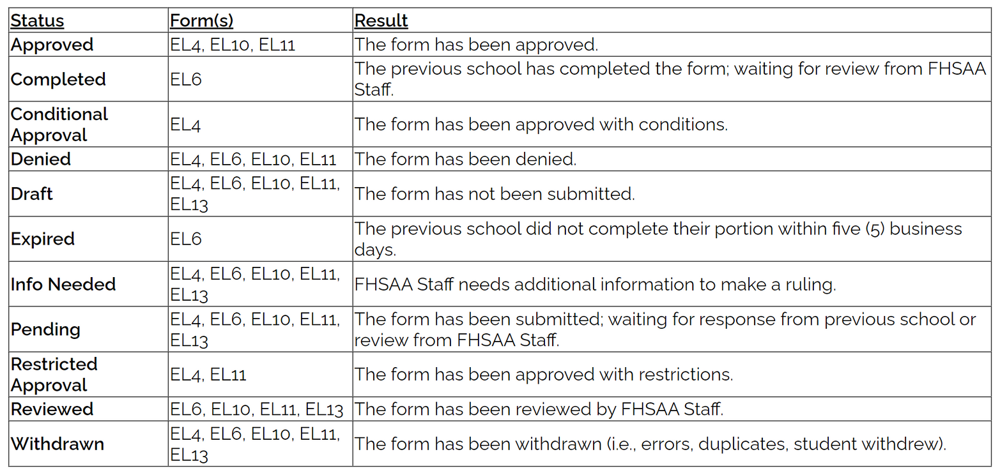 Status Form(s) Result
Approved EL4, EL10, EL11 The form has been approved.
Completed EL6 The previous school has completed the form; waiting for review from FHSAA
Staff.
Conditional
Approval EL4 The form has been approved with conditions.
Denied EL4, EL6, EL10, EL11 The form has been denied.
Draft EL4, EL6, EL10, EL11,
EL13 The form has not been submitted.
Expired EL6 The previous school did not complete their portion within five (5) business
days.
Info Needed EL4, EL6, EL10, EL11,
EL13 FHSAA Staff needs additional information to make a ruling.
Pending EL4, EL6, EL10, EL11,
EL13 The form has been submitted; waiting for response from previous school or
review from FHSAA Staff.
Restricted
Approval EL4, EL11 The form has been approved with restrictions.
Reviewed EL6, EL10, EL11, EL13 The form has been reviewed by FHSAA Staff.
Withdrawn EL4, EL6, EL10, EL11,
EL13 The form has been withdrawn (i.e., errors, duplicates, student withdrew).